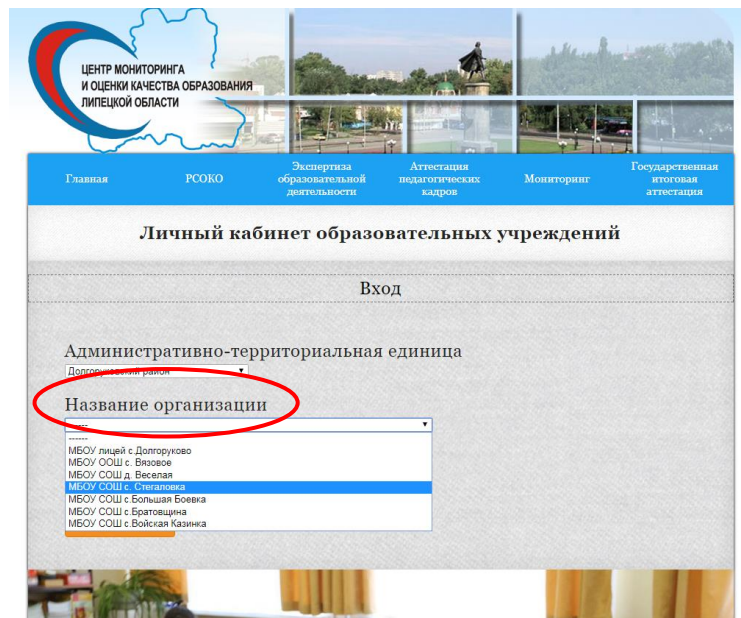 ЦЕНТР МОНИТОРИНГА
И ОЦЕНКИ КАЧЕСТВА ОБРАЗОВАНИЯ
ЛИПЕЦКОЙ ОБЛАСТИ
Главная
РСОКО
Экспертиза
образовательной
деятельности
Аттестация
педагогических
кадров
Мониторинг
Государственная
итоговая
аттестация
Личный кабинет образовательных учреждений
Вход
Административно-территориальная единица
Долгоруковский район
Название организации
------
------
МБОУ лицей с.Долгоруково
МБОУ ООШ с. Вязовое
МБОУ СОШ д. Веселая
МБОУ СОШ с. Стегаловка
МБОУ СОШ с.Большая Боевка
МБОУ СОШ с.Братовщина
МБОУ СОШ с.Войская Казинка